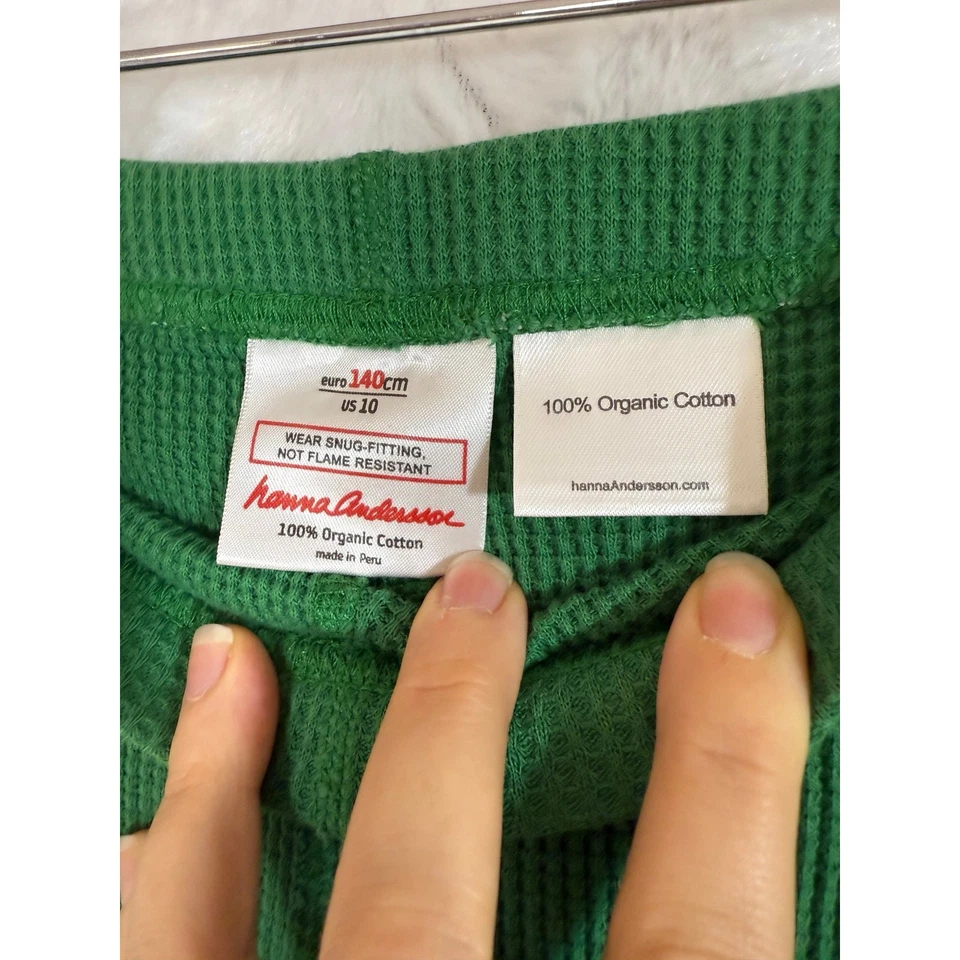 euro 140cm
US 10
WEAR SNUG-FITTING,
NOT FLAME RESISTANT
hanna Andersson
100% Organic Cotton
made in Peru
100% Organic Cotton
hannaAndersson.com